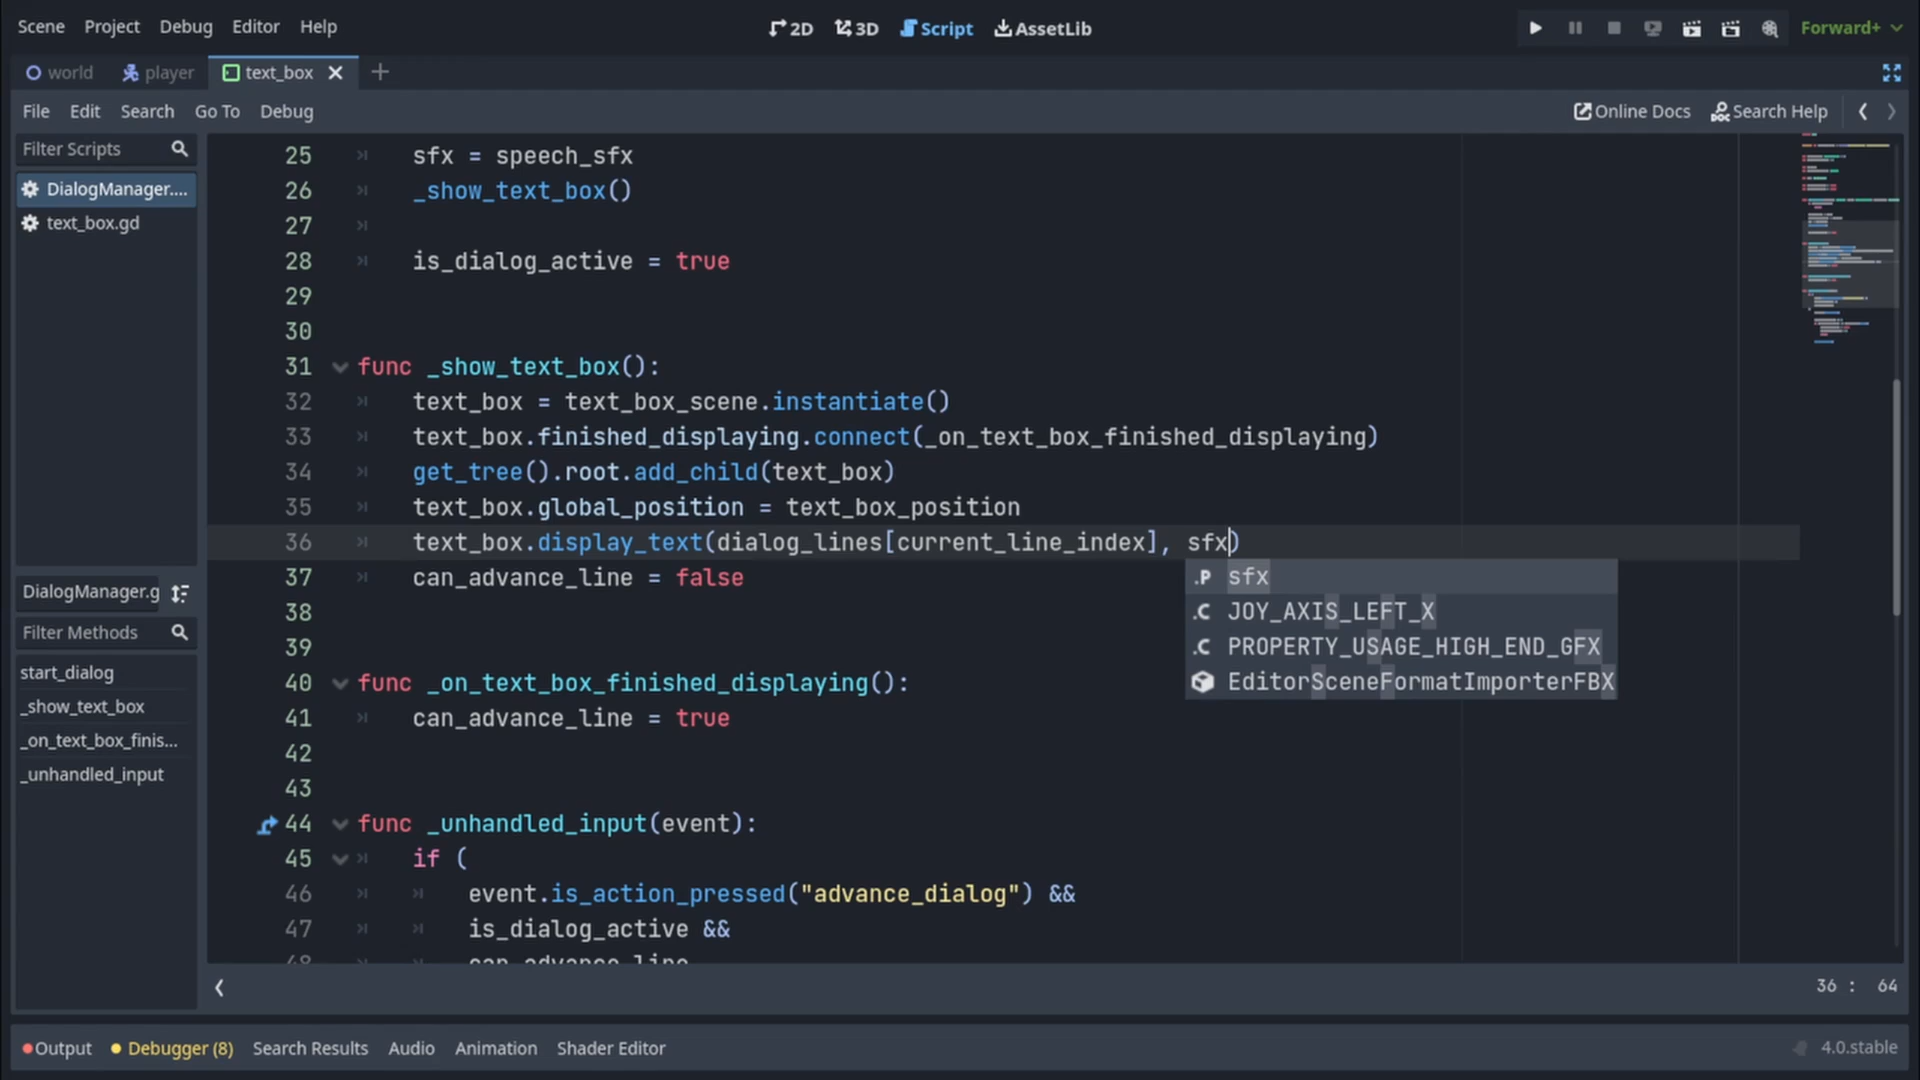 Scene Project Debug Editor Help
2D 3D Script AssetLib
Forward+
world player text_box
File Edit Search Go To Debug
Online Docs Search Help
Filter Scripts
DialogManager....
text_box.gd
DialogManager.g
Filter Methods
start_dialog
_show_text_box
_on_text_box_finis...
_unhandled_input
25 sfx = speech_sfx
26 _show_text_box()
27
28 is_dialog_active = true
29
30
31 func _show_text_box():
32 text_box = text_box_scene.instantiate()
33 text_box.finished_displaying.connect(_on_text_box_finished_displaying)
34 get_tree().root.add_child(text_box)
35 text_box.global_position = text_box_position
36 text_box.display_text(dialog_lines[current_line_index], sfx)
37 can_advance_line = false
38
39
40 func _on_text_box_finished_displaying():
41 can_advance_line = true
42
43
44 func _unhandled_input(event):
45 if (
46 event.is_action_pressed("advance_dialog") &&
47 is_dialog_active &&
48 can_advance_line
.P sfx
.C JOY_AXIS_LEFT_X
.C PROPERTY_USAGE_HIGH_END_GFX
EditorSceneFormatImporterFBX
36 : 64
Output Debugger (8) Search Results Audio Animation Shader Editor
4.0.stable